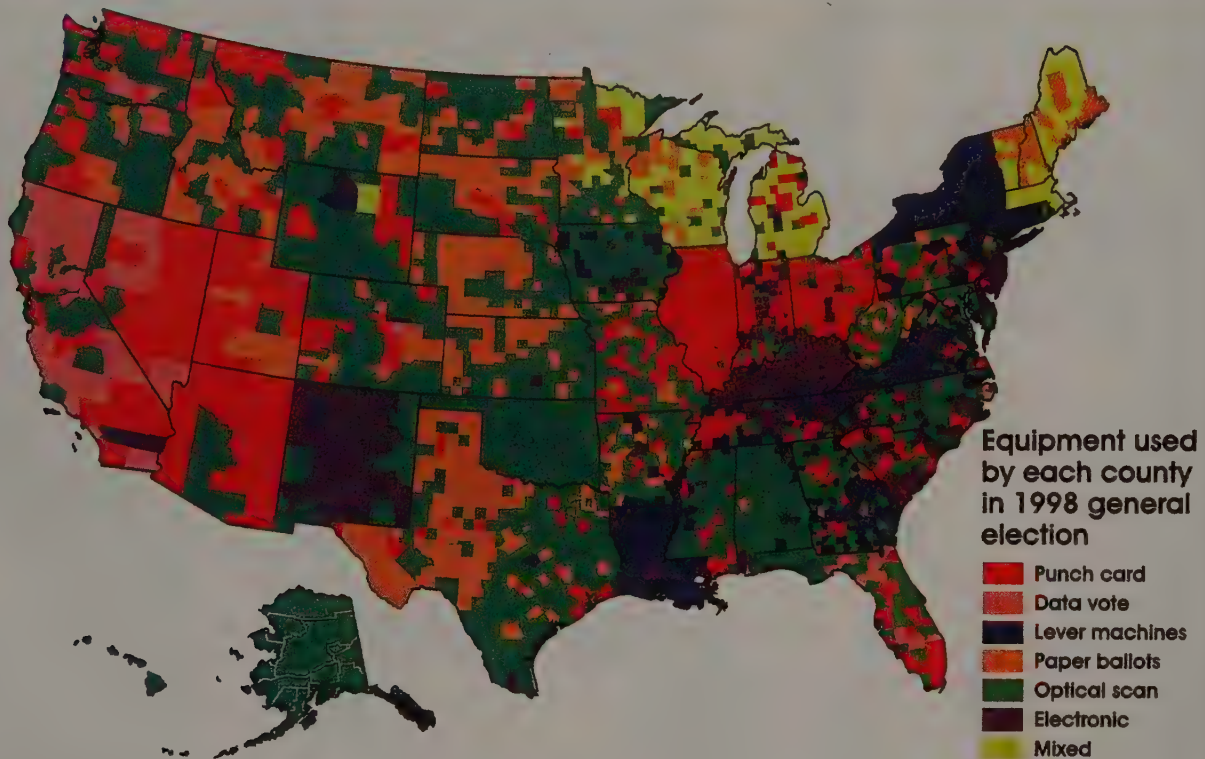 Equipment used
by each county
in 1998 general
election
Punch card
Data vote
Lever machines
Paper ballots
Optical scan
Electronic
Mixed